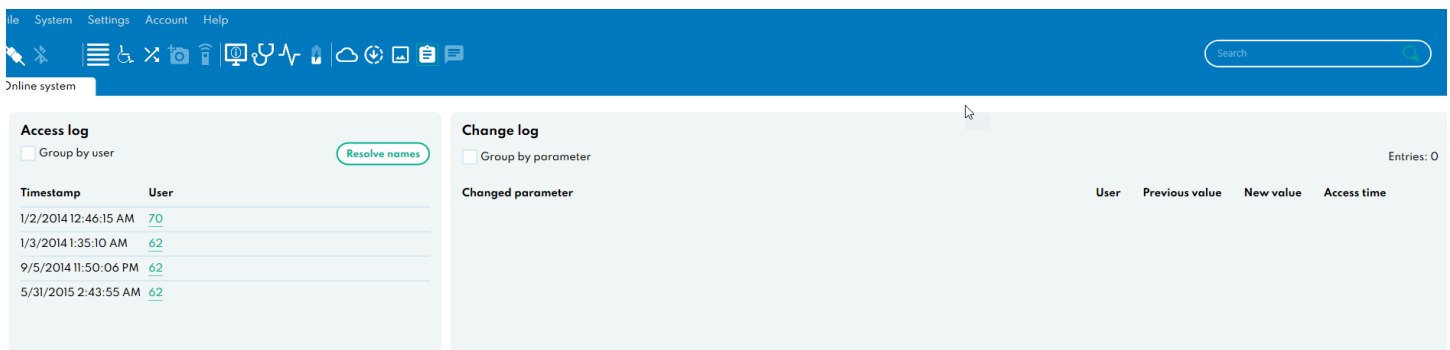 ile System Settings Account Help
Search
Online system
Access log
Group by user
Resolve names
Timestamp User
1/2/2014 12:46:15 AM 70
1/3/2014 1:35:10 AM 62
9/5/2014 11:50:06 PM 62
5/31/2015 2:43:55 AM 62
Change log
Group by parameter
Entries: 0
Changed parameter User Previous value New value Access time